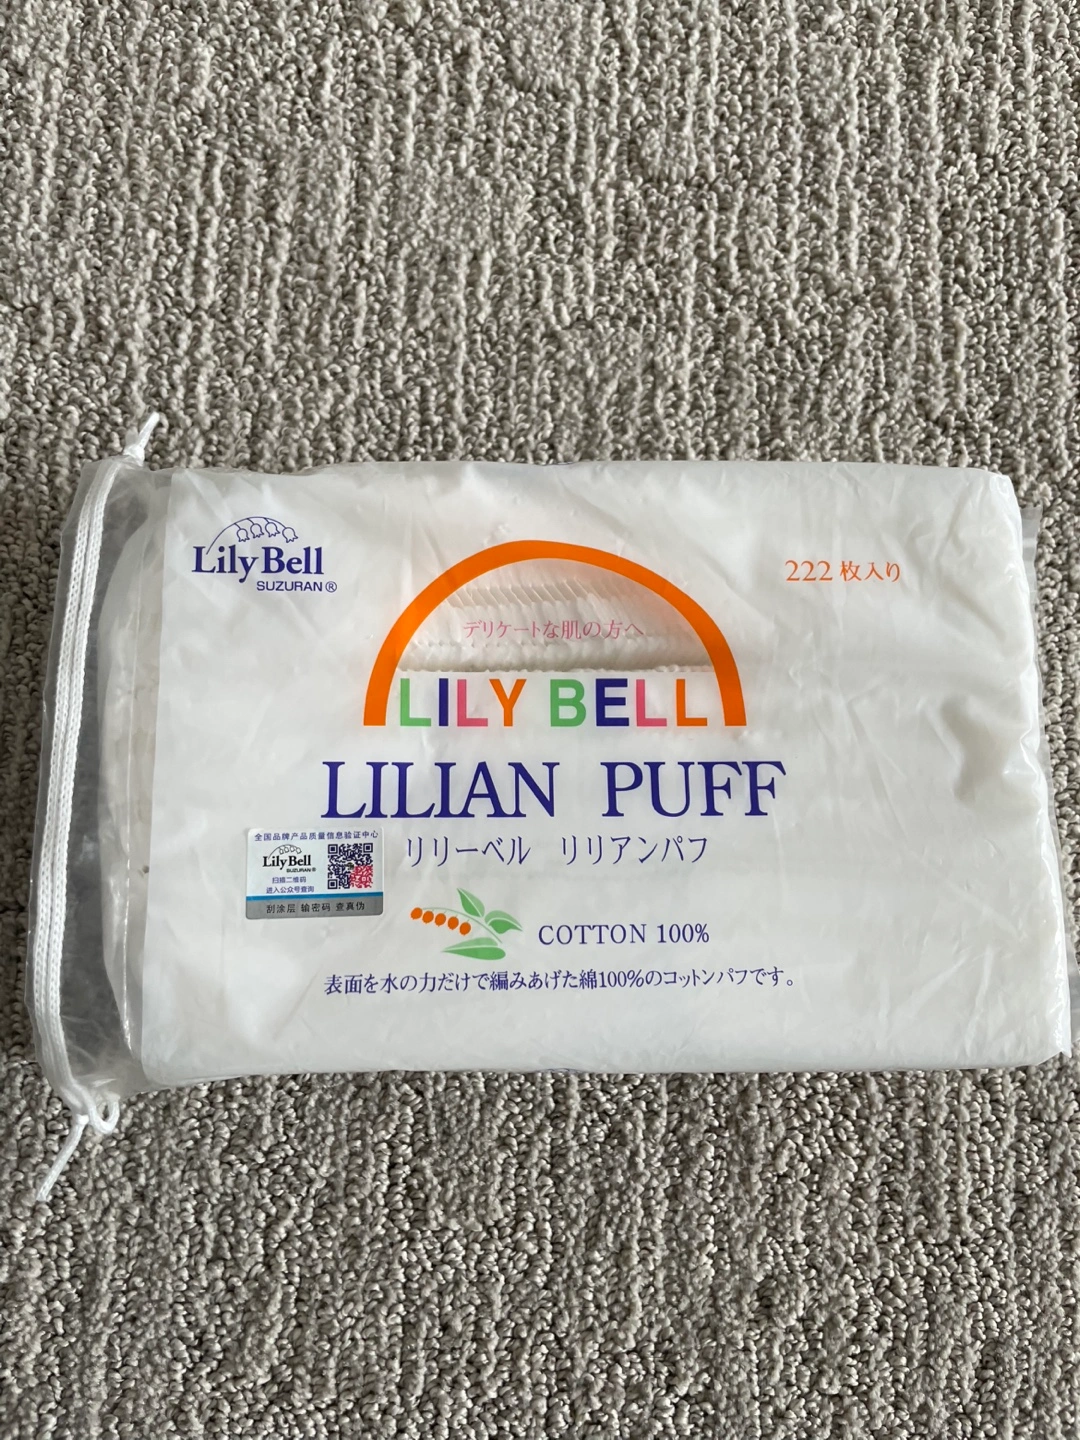 Lily Bell
SUZURAN®
222枚入り
デリケートな肌の方へ
LILY BELL
LILIAN PUFF
リリーベル リリアンパフ
全国品牌产品质量信息验证中心
Lily Bell
SUZURAN®
扫描二维码
进入公众号查询
刮涂层 输密码 查真伪
COTTON 100%
表面を水の力だけで編みあげた綿100%のコットンパフです。